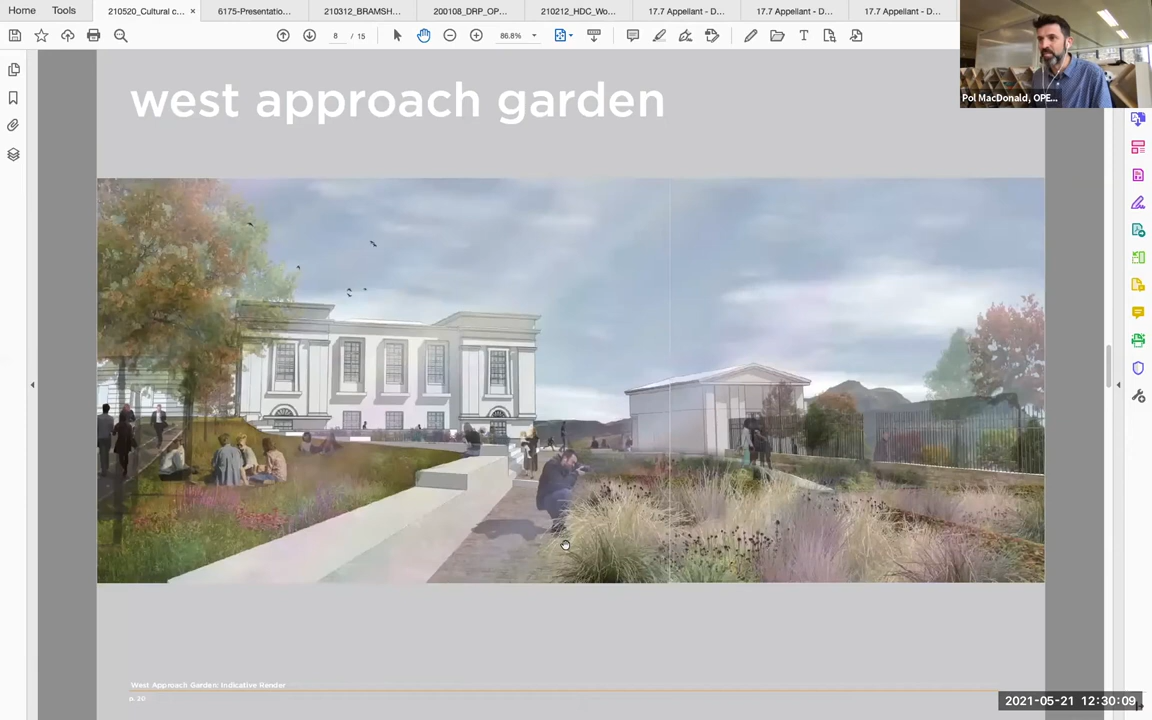 Home Tools 210520_Cultural c... × 6175-Presentatio... 210312_BRAMSH... 200108_DRP_OP... 210212_HDC_Wo... 17.7 Appellant - D... 17.7 Appellant - D... 17.7 Appellant - D...
8 / 15 86.8%
Pol MacDonald, OPE...
west approach garden
West Approach Garden: Indicative Render
p. 20
2021-05-21 12:30:09